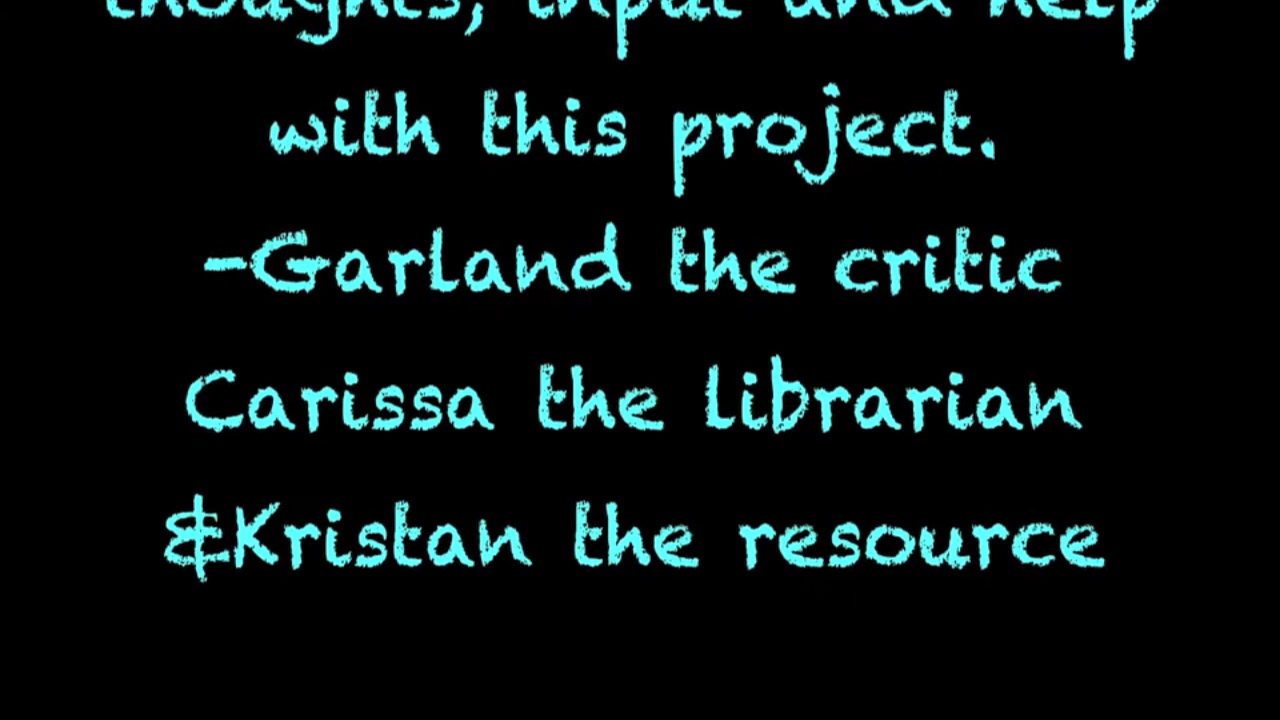 thoughts, input and help
with this project.
-Garland the critic
Carissa the librarian
&Kristan the resource